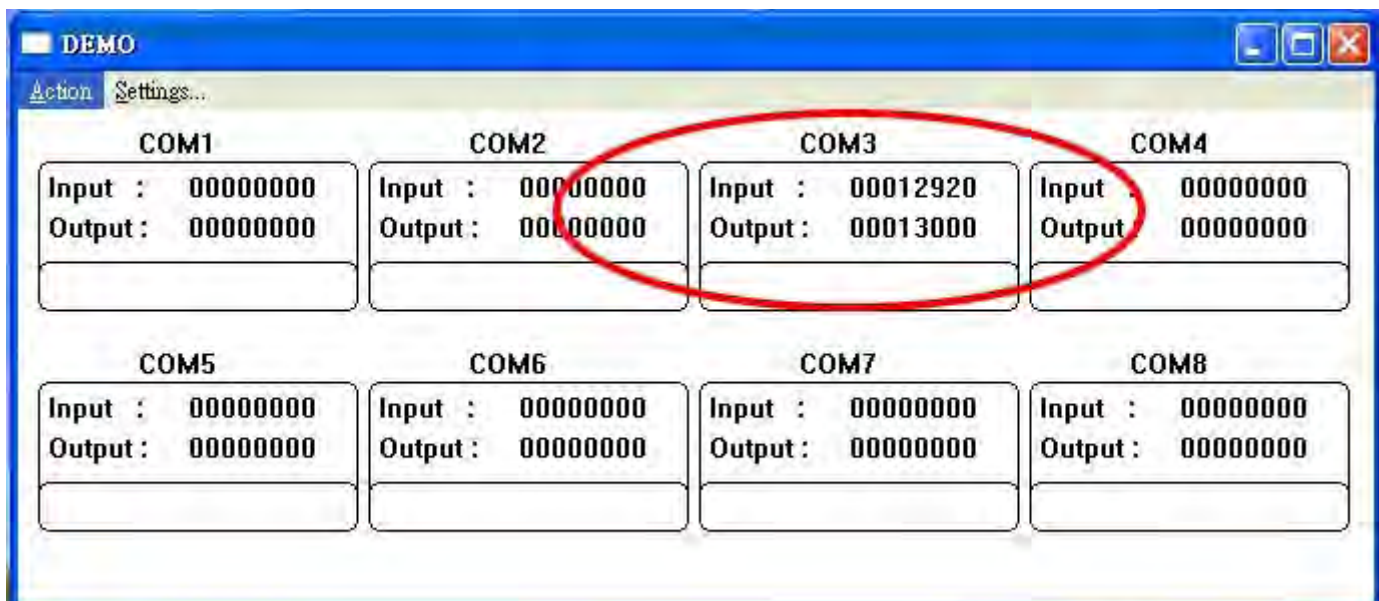 DEMO
Action Settings...
COM1 COM2 COM3 COM4
Input : 00000000 Input : 00000000 Input : 00012920 Input : 00000000
Output : 00000000 Output : 00000000 Output : 00013000 Output : 00000000
COM5 COM6 COM7 COM8
Input : 00000000 Input : 00000000 Input : 00000000 Input : 00000000
Output : 00000000 Output : 00000000 Output : 00000000 Output : 00000000